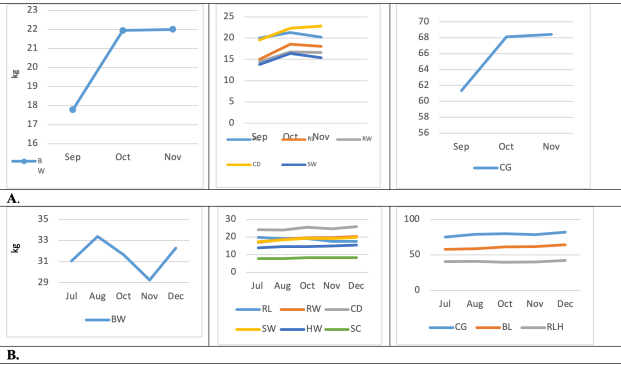 23
22
21
20
19
18
17
16
kg
Sep Oct Nov
B
W
25
20
15
10
5
0
Sep Oct Nov
RL RW
CD SW
70
68
66
64
62
60
58
56
Sep Oct Nov
CG
A.
35
33
31
29
kg
Jul Aug Oct Nov Dec
BW
30
20
10
0
Jul Aug Oct Nov Dec
RL RW CD
SW HW SC
100
50
0
Jul Aug Oct Nov Dec
CG BL RLH
B.